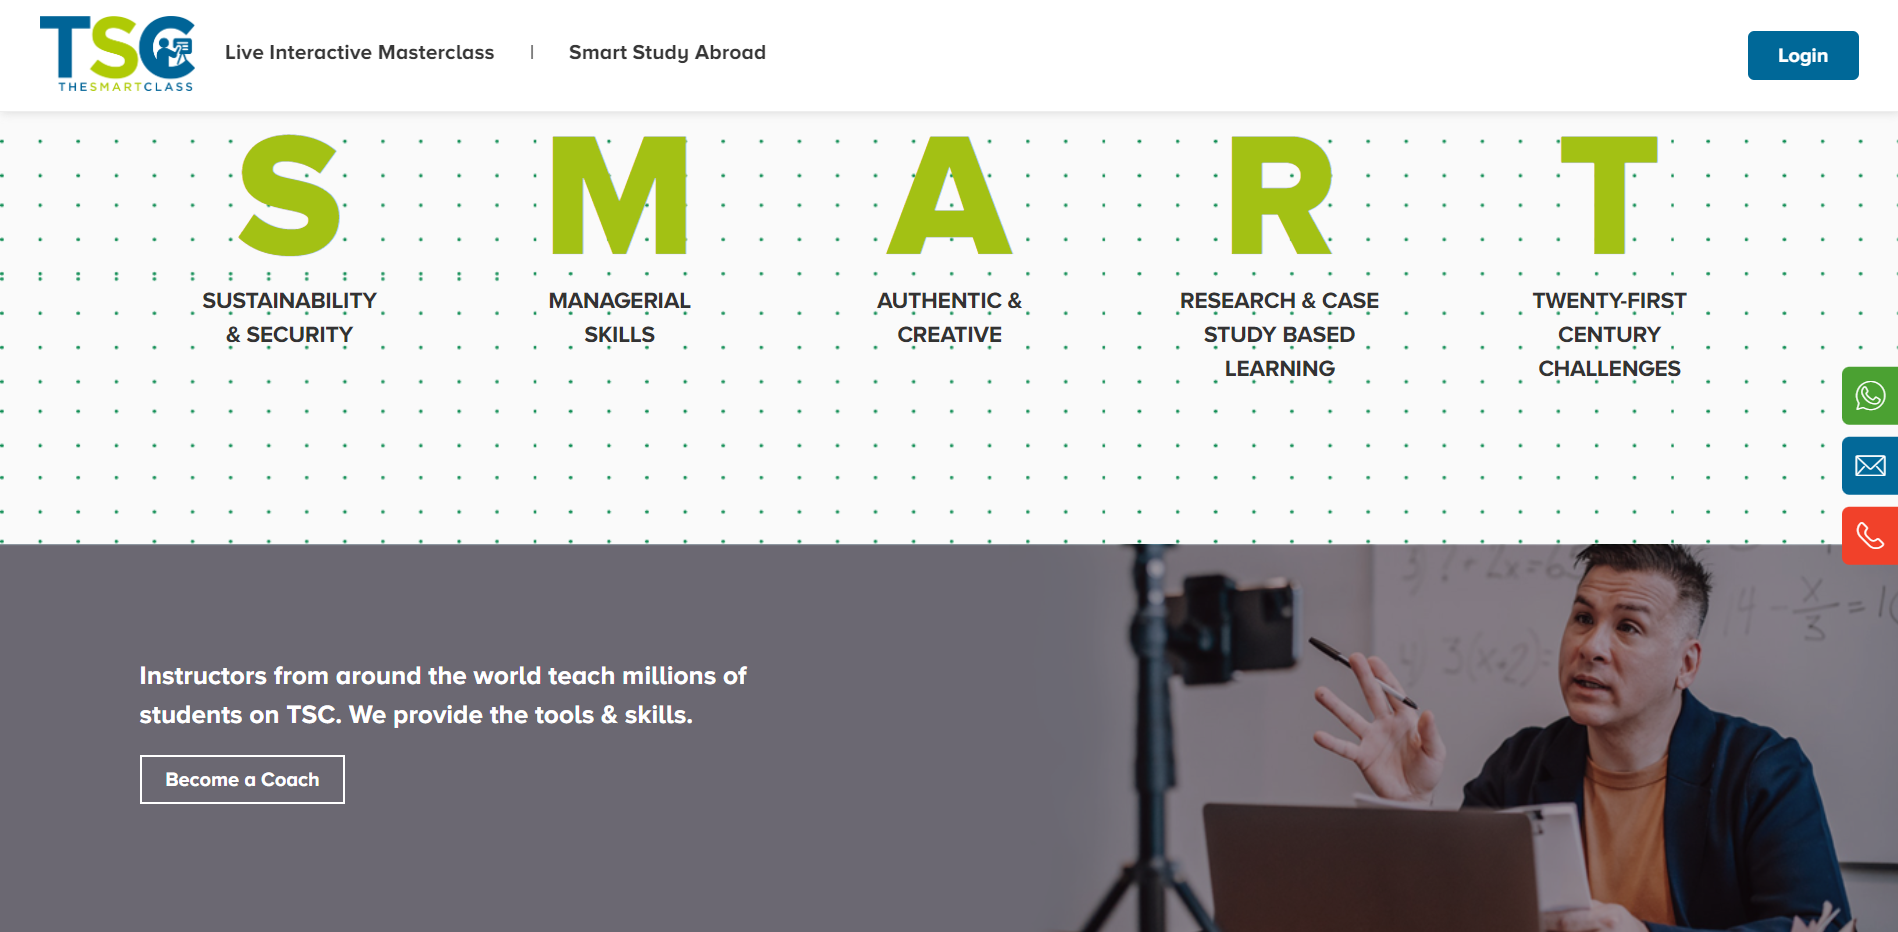 TSC
THESMARTCLASS
Live Interactive Masterclass | Smart Study Abroad
Login
S M A R T
SUSTAINABILITY
& SECURITY
MANAGERIAL
SKILLS
AUTHENTIC &
CREATIVE
RESEARCH & CASE
STUDY BASED
LEARNING
TWENTY-FIRST
CENTURY
CHALLENGES
Instructors from around the world teach millions of
students on TSC. We provide the tools & skills.
Become a Coach